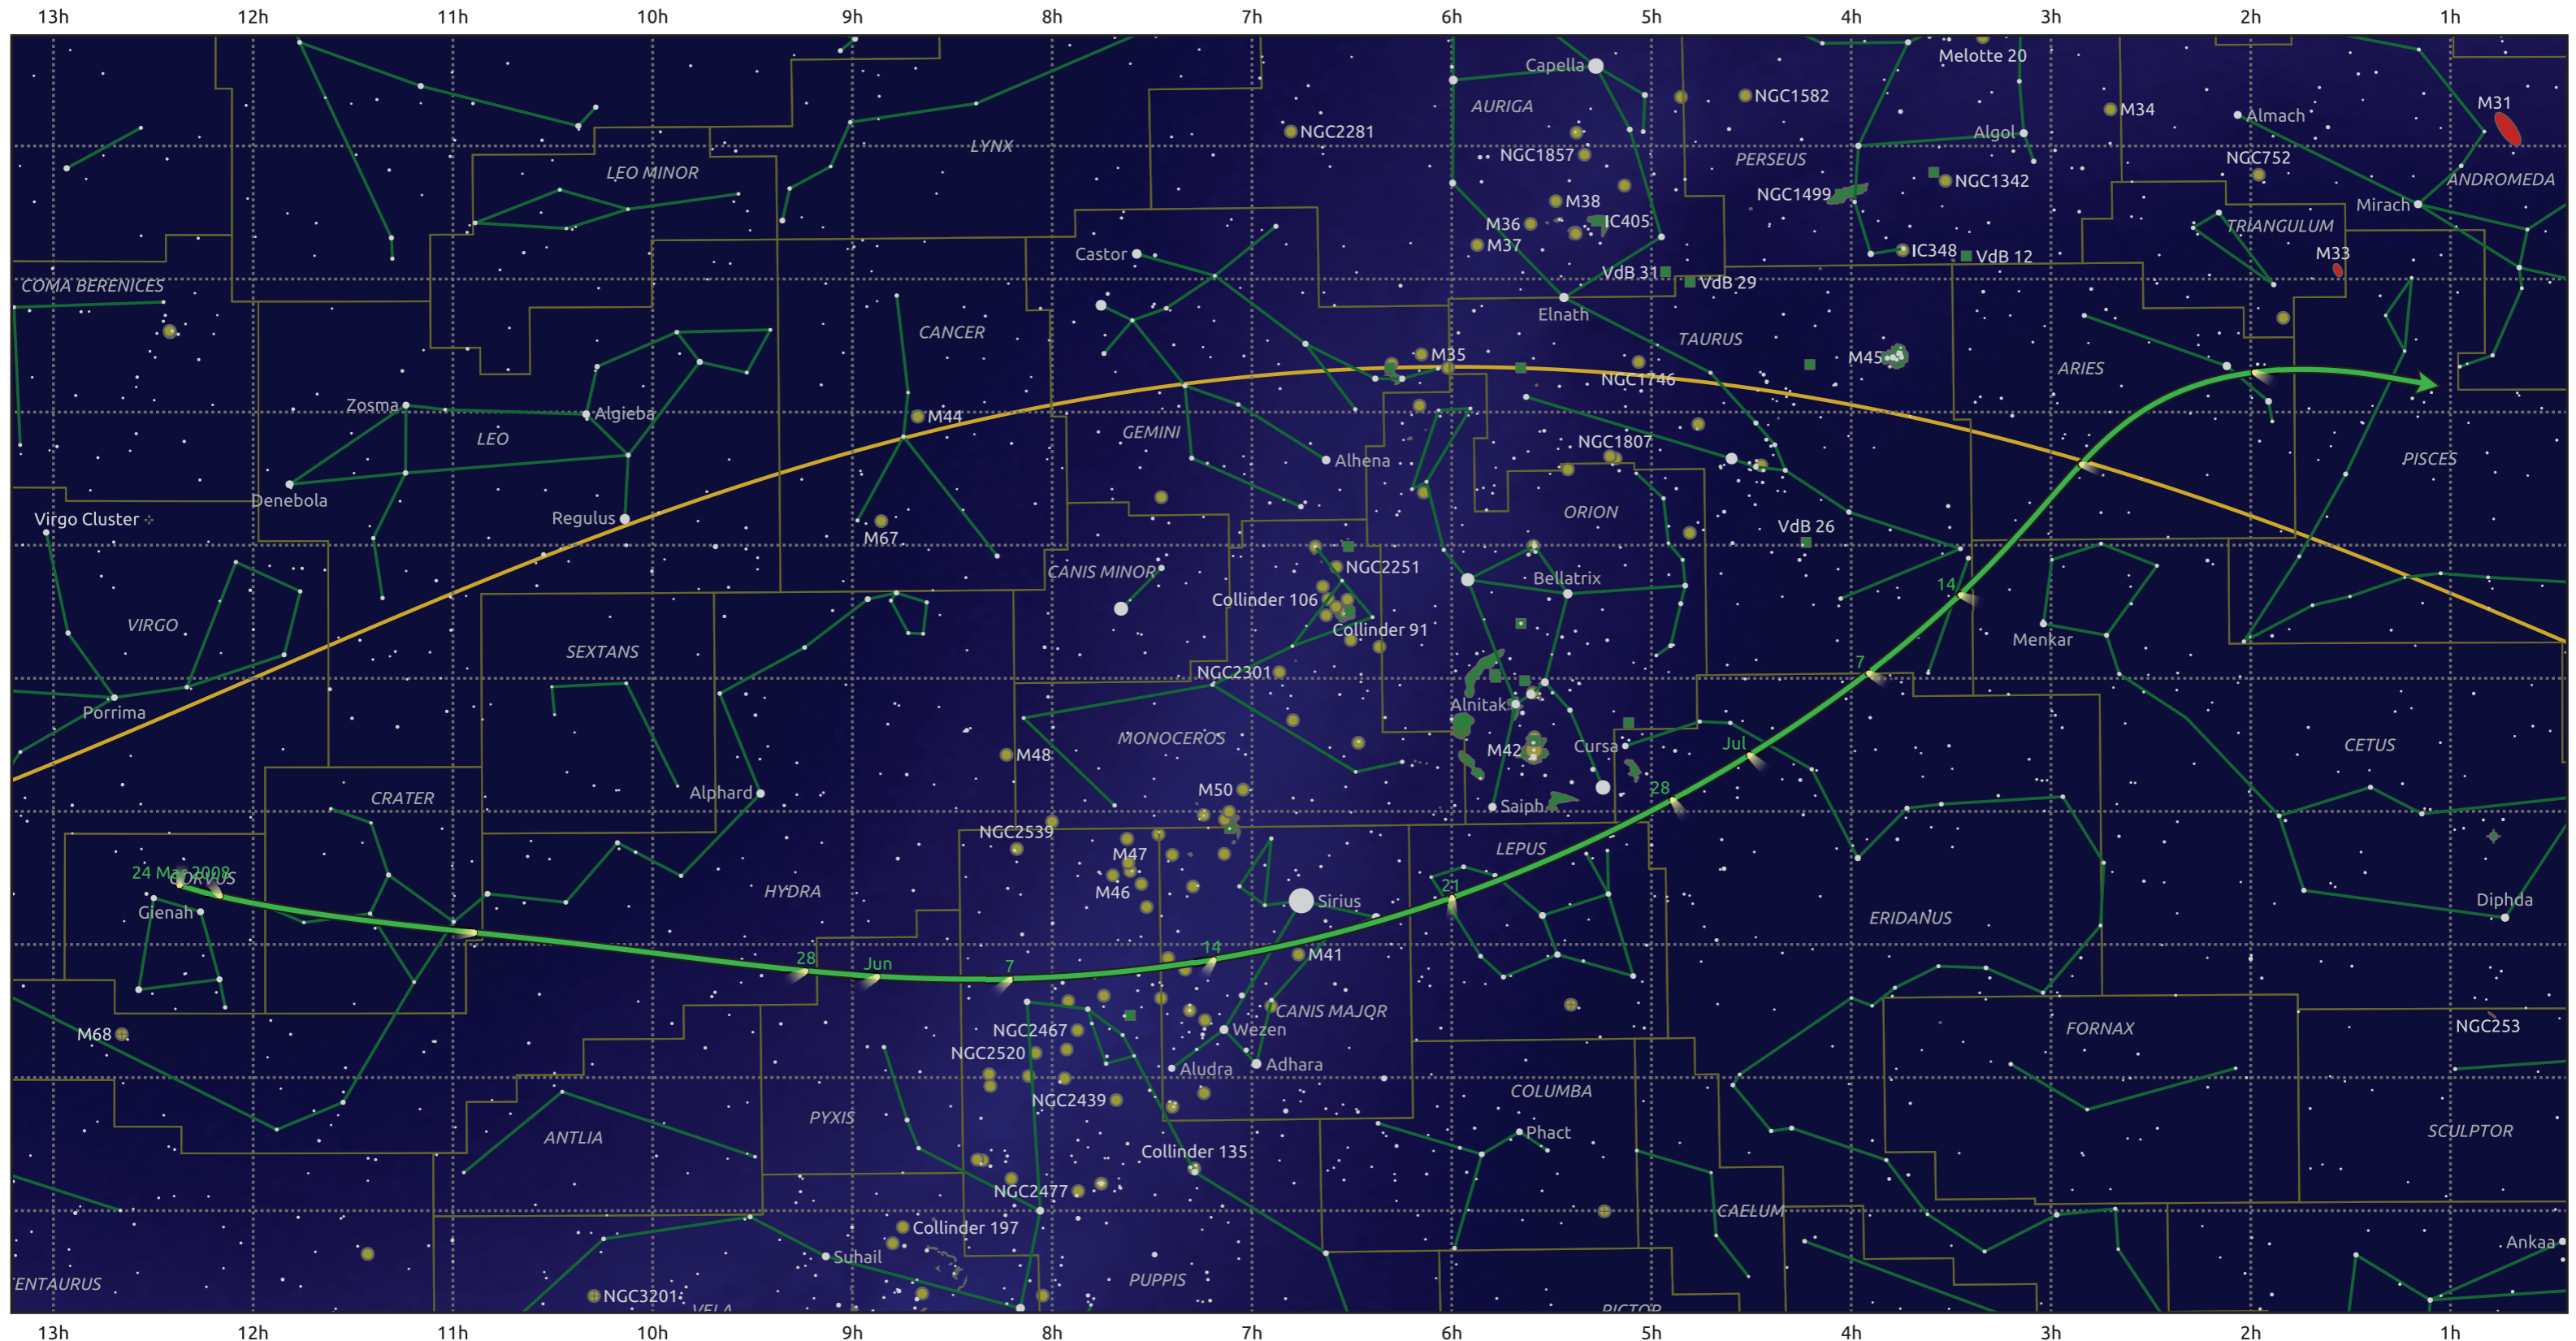 13h 12h 11h 10h 9h 8h 7h 6h 5h 4h 3h 2h 1h
Capella
Melotte 20
AURIGA
NGC1582
M34
M31
Almach
NGC2281
Algol
LYNX
NGC1857
PERSEUS
NGC752
LEO MINOR
NGC1342
ANDROMEDA
NGC1499
M38
Mirach
M36
IC405
TRIANGULUM
M37
Castor
IC348
VdB 12
M33
VdB 31
VdB 29
COMA BERENICES
Elnath
CANCER
TAURUS
M35
M45
ARIES
NGC1746
Zosma
Algieba
M44
LEO
GEMINI
NGC1807
Alhena
PISCES
Denebola
Virgo Cluster
Regulus
ORION
VdB 26
M67
NGC2251
CANIS MINOR
Bellatrix
14
Collinder 106
VIRGO
Collinder 91
Menkar
SEXTANS
7
NGC2301
Alnitak
Porrima
MONOCEROS
Jul
CETUS
M48
M42
Cursa
28
M50
Alphard
CRATER
Saiph
NGC2539
LEPUS
M47
24 Mar 2008
CORVUS
21
HYDRA
M46
Sirius
Diphda
Gienah
ERIDANUS
14
M41
28
Jun
7
CANIS MAJOR
NGC253
M68
NGC2467
Wezen
FORNAX
NGC2520
Aludra
Adhara
COLUMBA
NGC2439
PYXIS
ANTLIA
Phact
SCULPTOR
Collinder 135
NGC2477
CAELUM
Collinder 197
Suhail
Ankaa
ENTAURUS
PUPPIS
NGC3201
VELA
PICTOR
13h 12h 11h 10h 9h 8h 7h 6h 5h 4h 3h 2h 1h